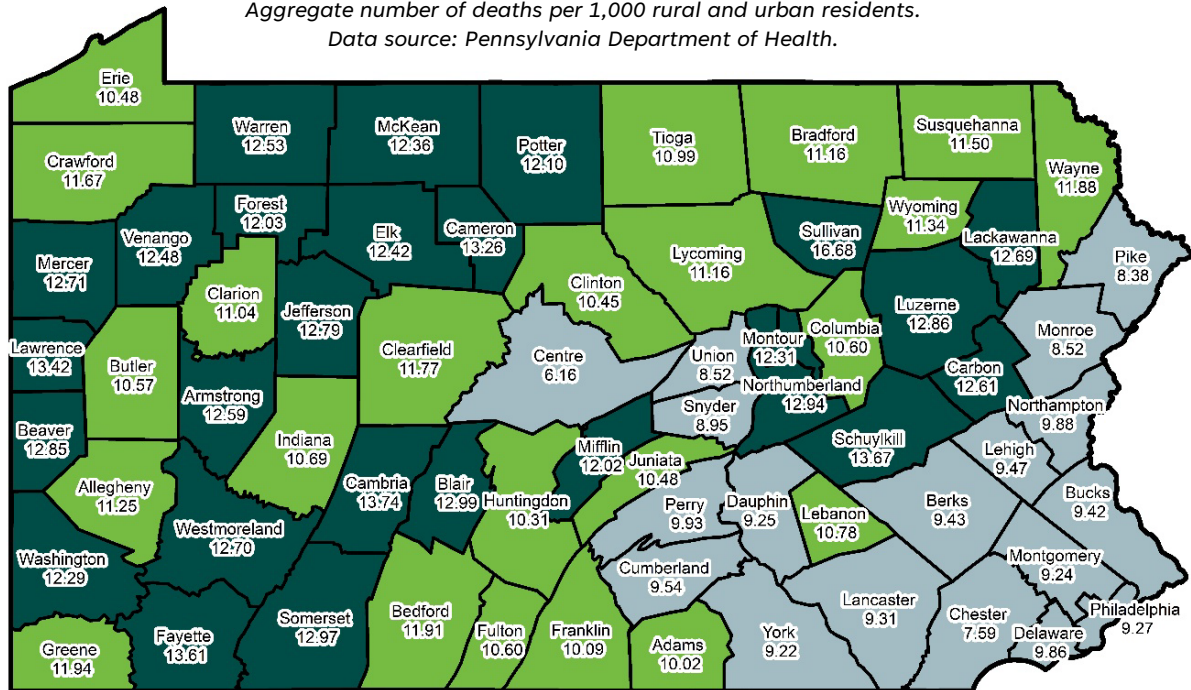 Aggregate number of deaths per 1,000 rural and urban residents.
Data source: Pennsylvania Department of Health.
Erie
10.48
Warren
12.53
McKean
12.36
Potter
12.10
Tioga
10.99
Bradford
11.16
Susquehanna
11.50
Crawford
11.67
Wayne
11.88
Forest
12.03
Wyoming
11.34
Venango
12.48
Elk
12.42
Cameron
13.26
Sullivan
16.68
Lackawanna
12.69
Mercer
12.71
Lycoming
11.16
Pike
8.38
Clarion
11.04
Clinton
10.45
Jefferson
12.79
Luzerne
12.86
Lawrence
13.42
Butler
10.57
Clearfield
11.77
Centre
6.16
Union
8.52
Montour
12.31
Columbia
10.60
Monroe
8.52
Armstrong
12.59
Northumberland
12.94
Carbon
12.61
Snyder
8.95
Northampton
9.88
Beaver
12.85
Indiana
10.69
Mifflin
12.02
Juniata
10.48
Schuylkill
13.67
Lehigh
9.47
Allegheny
11.25
Cambria
13.74
Blair
12.99
Huntingdon
10.31
Perry
9.93
Dauphin
9.25
Lebanon
10.78
Berks
9.43
Bucks
9.42
Westmoreland
12.70
Washington
12.29
Cumberland
9.54
Montgomery
9.24
Lancaster
9.31
Chester
7.59
Philadelphia
9.27
Delaware
9.86
Greene
11.94
Fayette
13.61
Somerset
12.97
Bedford
11.91
Fulton
10.60
Franklin
10.09
Adams
10.02
York
9.22